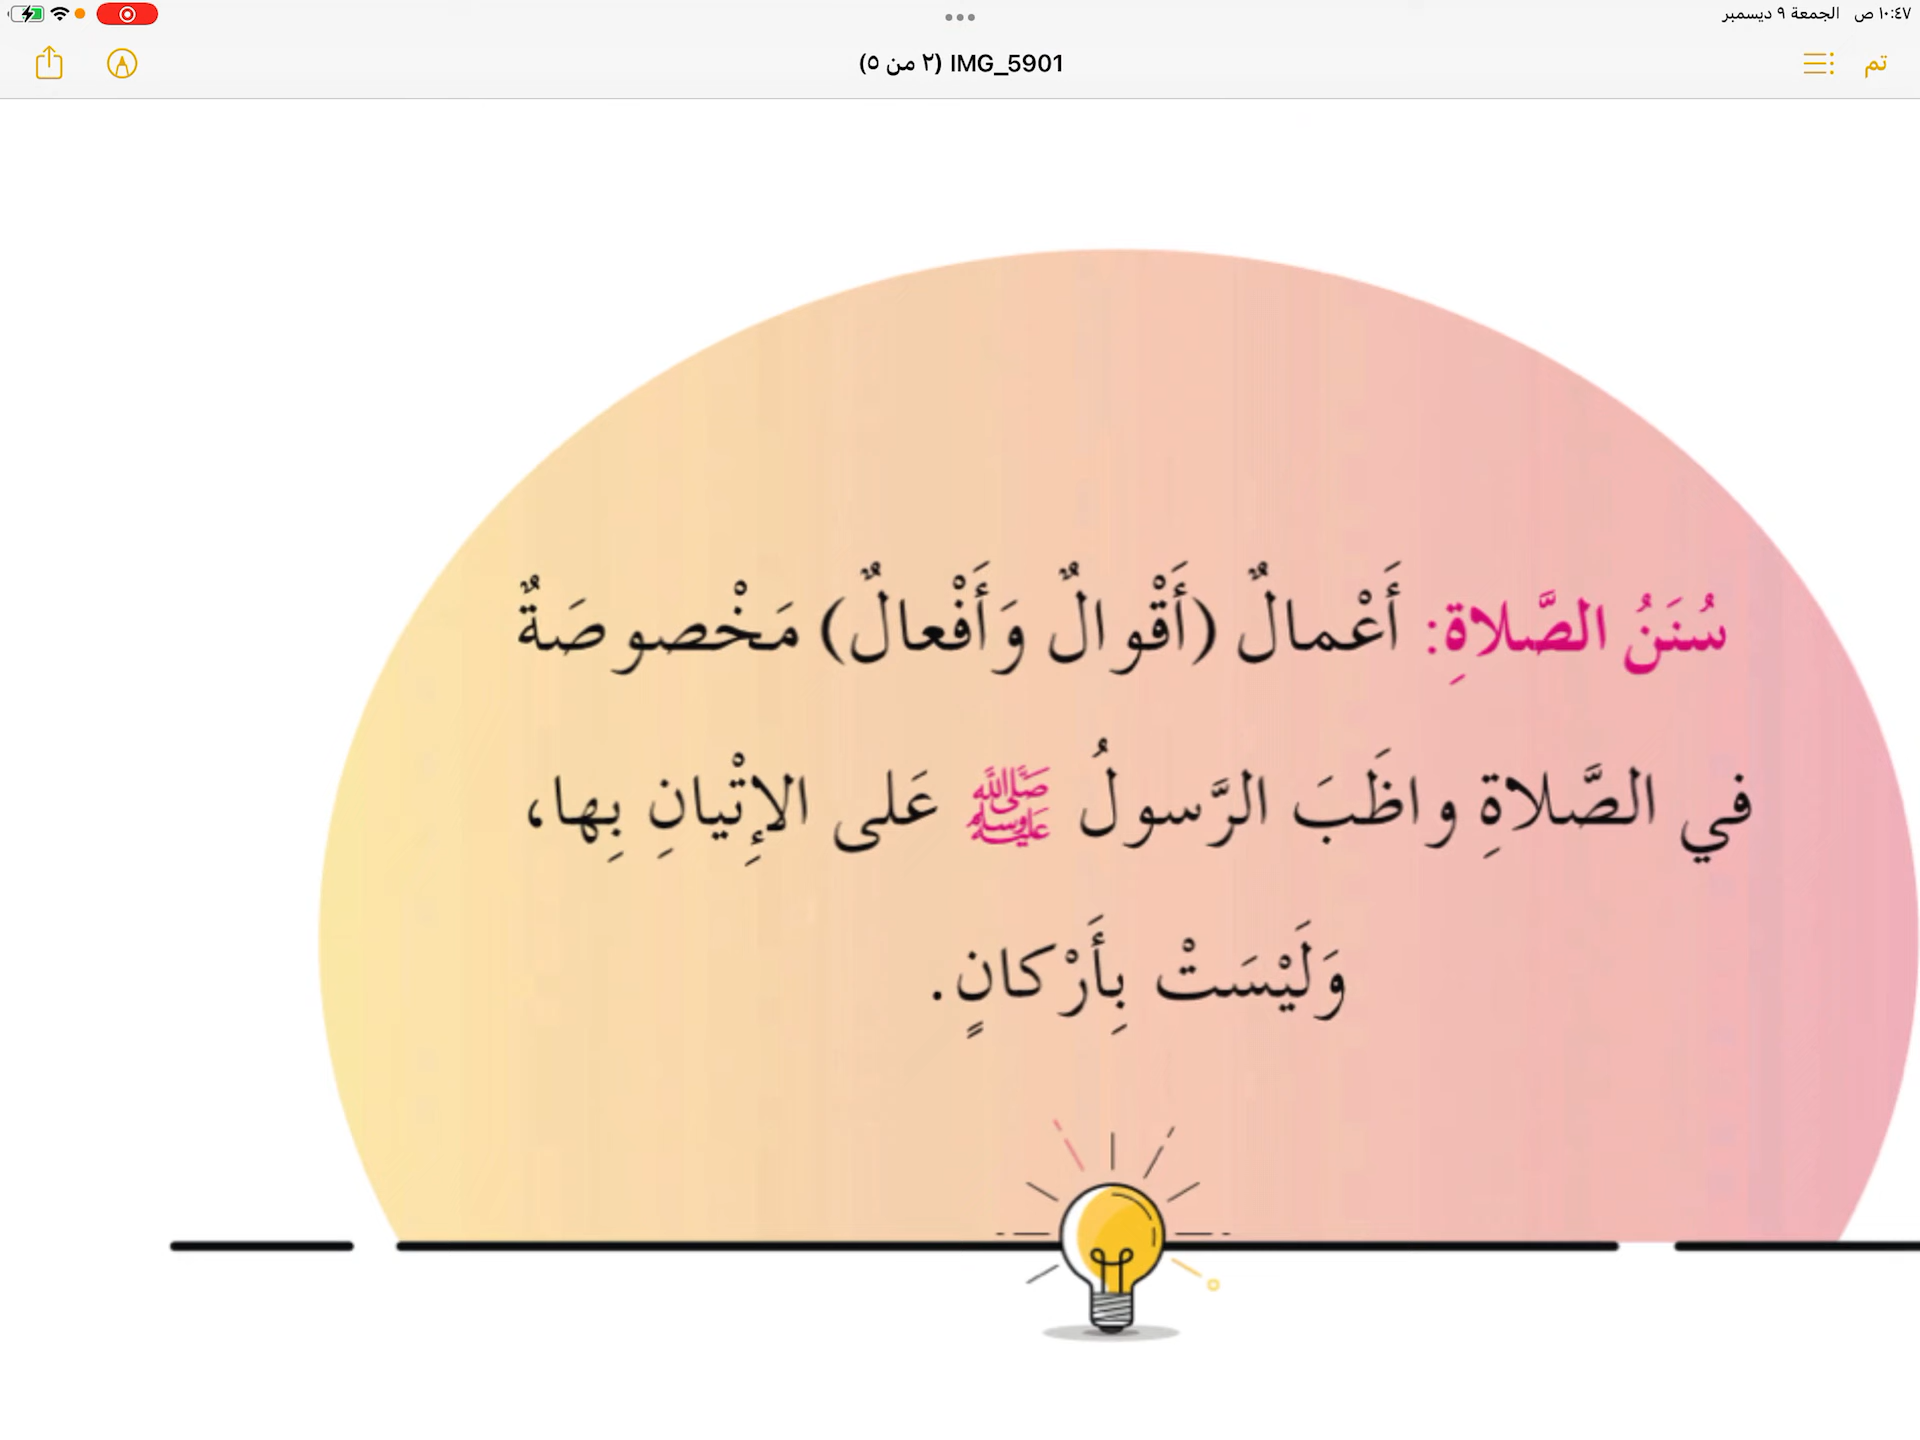 ١٠:٤٧ ص الجمعة ٩ ديسمبر
تم
IMG_5901 (٢ من ٥)
سُنَنُ الصَّلاةِ: أَعْمالٌ (أَقْوالٌ وَأَفْعالٌ) مَخْصوصَةٌ
في الصَّلاةِ واظَبَ الرَّسولُ ﷺ عَلى الإِتْيانِ بِها،
وَلَيْسَتْ بِأَرْكانٍ.